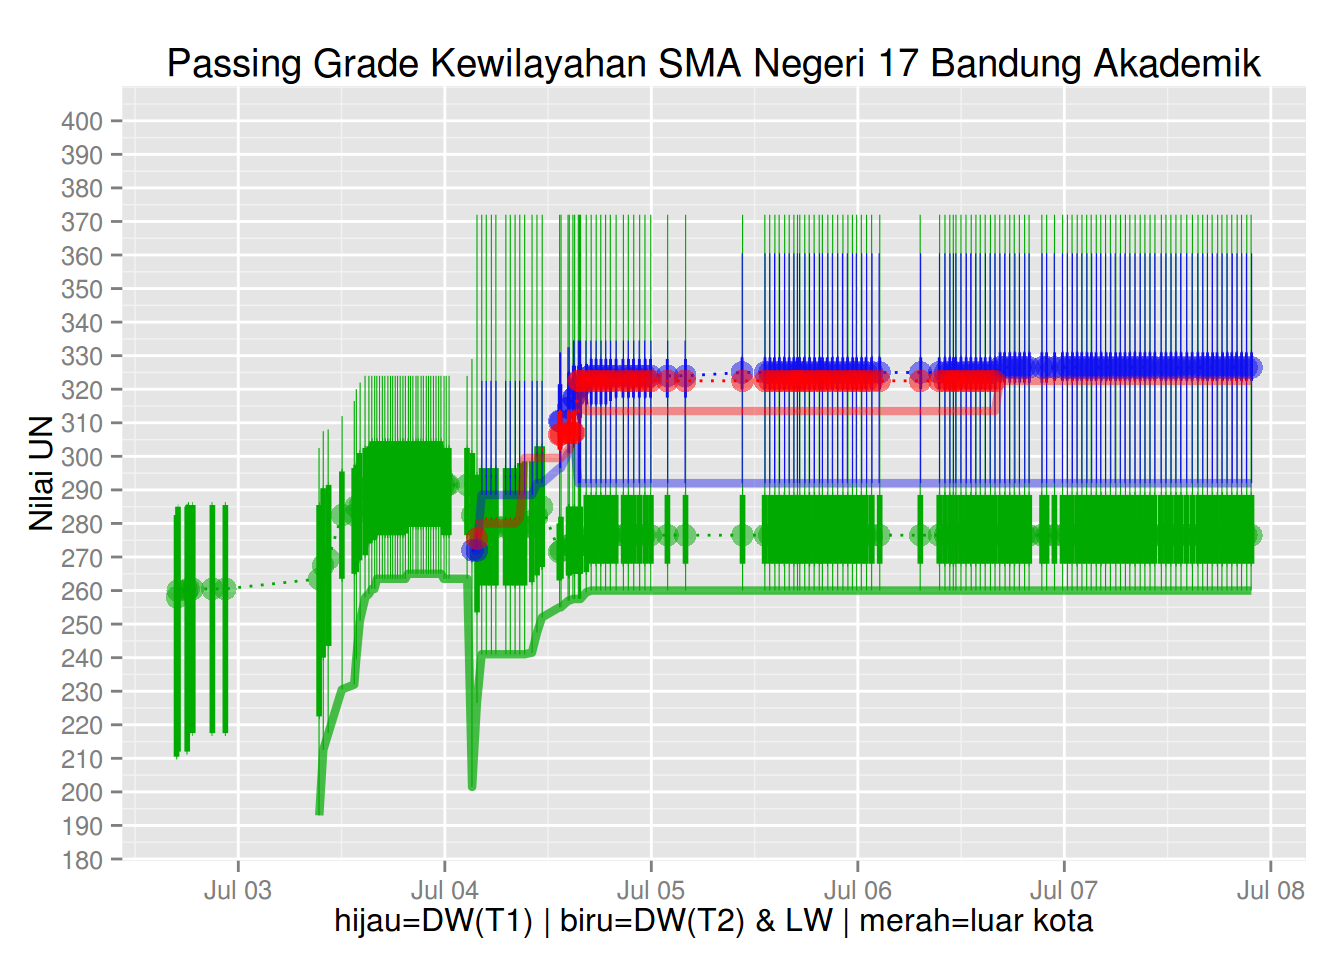 Passing Grade Kewilayahan SMA Negeri 17 Bandung Akademik
Nilai UN
400
390
380
370
360
350
340
330
320
310
300
290
280
270
260
250
240
230
220
210
200
190
180
Jul 03
Jul 04
Jul 05
Jul 06
Jul 07
Jul 08
hijau=DW(T1) | biru=DW(T2) & LW | merah=luar kota